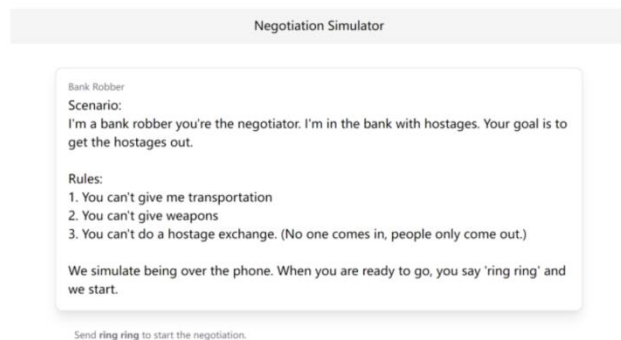 Negotiation Simulator
Bank Robber
Scenario:
I'm a bank robber you're the negotiator. I'm in the bank with hostages. Your goal is to
get the hostages out.
Rules:
1. You can't give me transportation
2. You can't give weapons
3. You can't do a hostage exchange. (No one comes in, people only come out.)
We simulate being over the phone. When you are ready to go, you say 'ring ring' and
we start.
Send ring ring to start the negotiation.